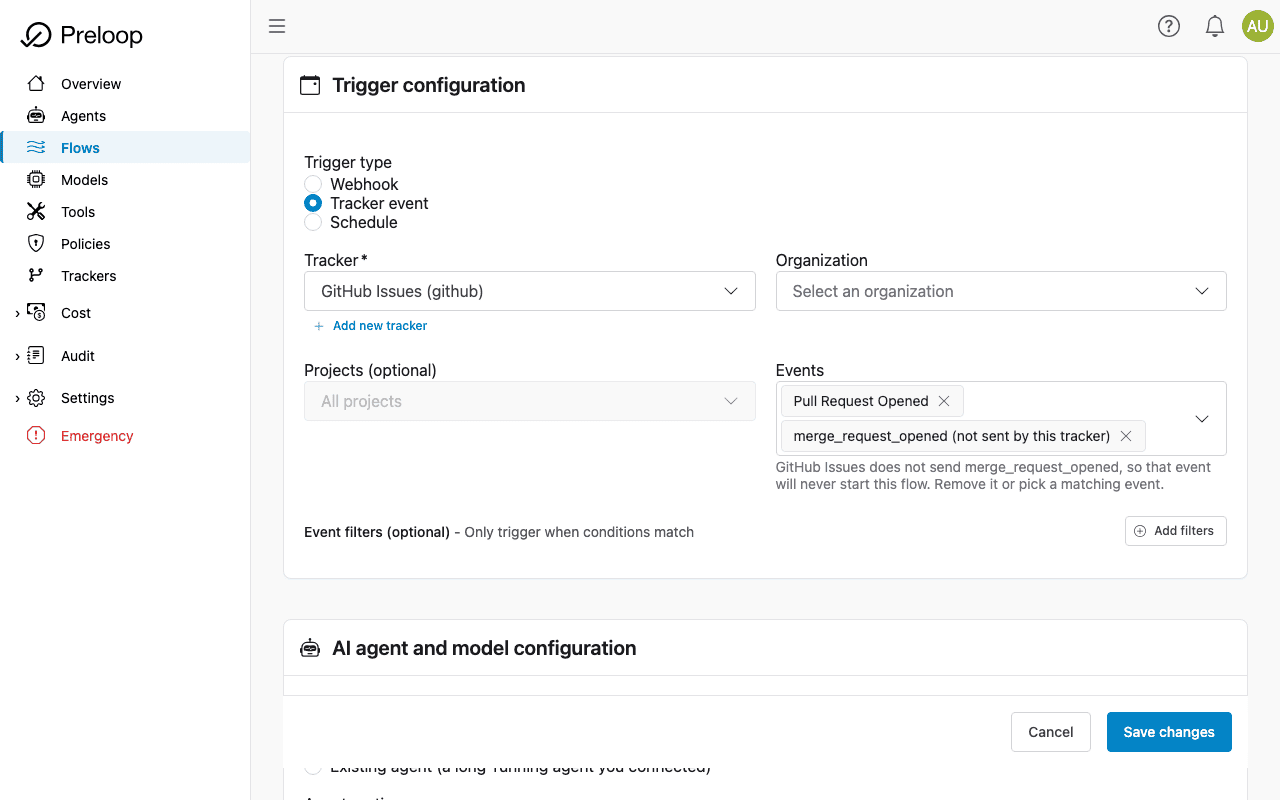 Preloop
AU
Overview
Agents
Flows
Models
Tools
Policies
Trackers
Cost
Audit
Settings
Emergency
Trigger configuration
Trigger type
Webhook
Tracker event
Schedule
Tracker *
GitHub Issues (github)
Add new tracker
Organization
Select an organization
Projects (optional)
All projects
Events
Pull Request Opened
merge_request_opened (not sent by this tracker)
GitHub Issues does not send merge_request_opened, so that event
will never start this flow. Remove it or pick a matching event.
Event filters (optional) - Only trigger when conditions match
Add filters
AI agent and model configuration
Cancel
Save changes
Existing agent (a long-running agent you connected)